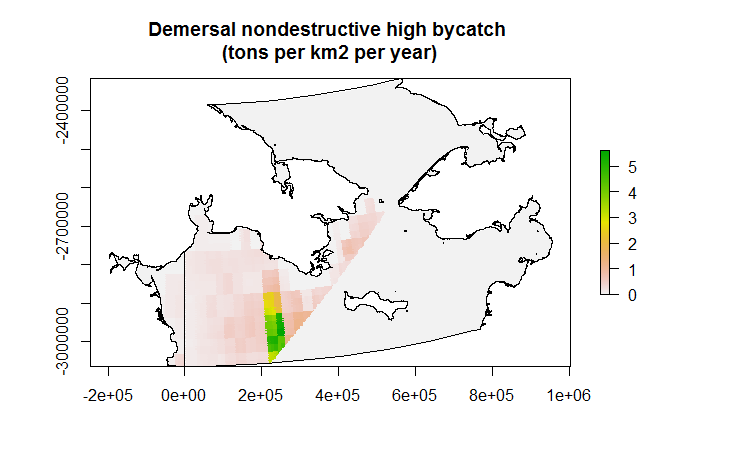 Demersal nondestructive high bycatch
(tons per km2 per year)
-2400000
-2700000
-3000000
-2e+05
0e+00
2e+05
4e+05
6e+05
8e+05
1e+06
5
4
3
2
1
0